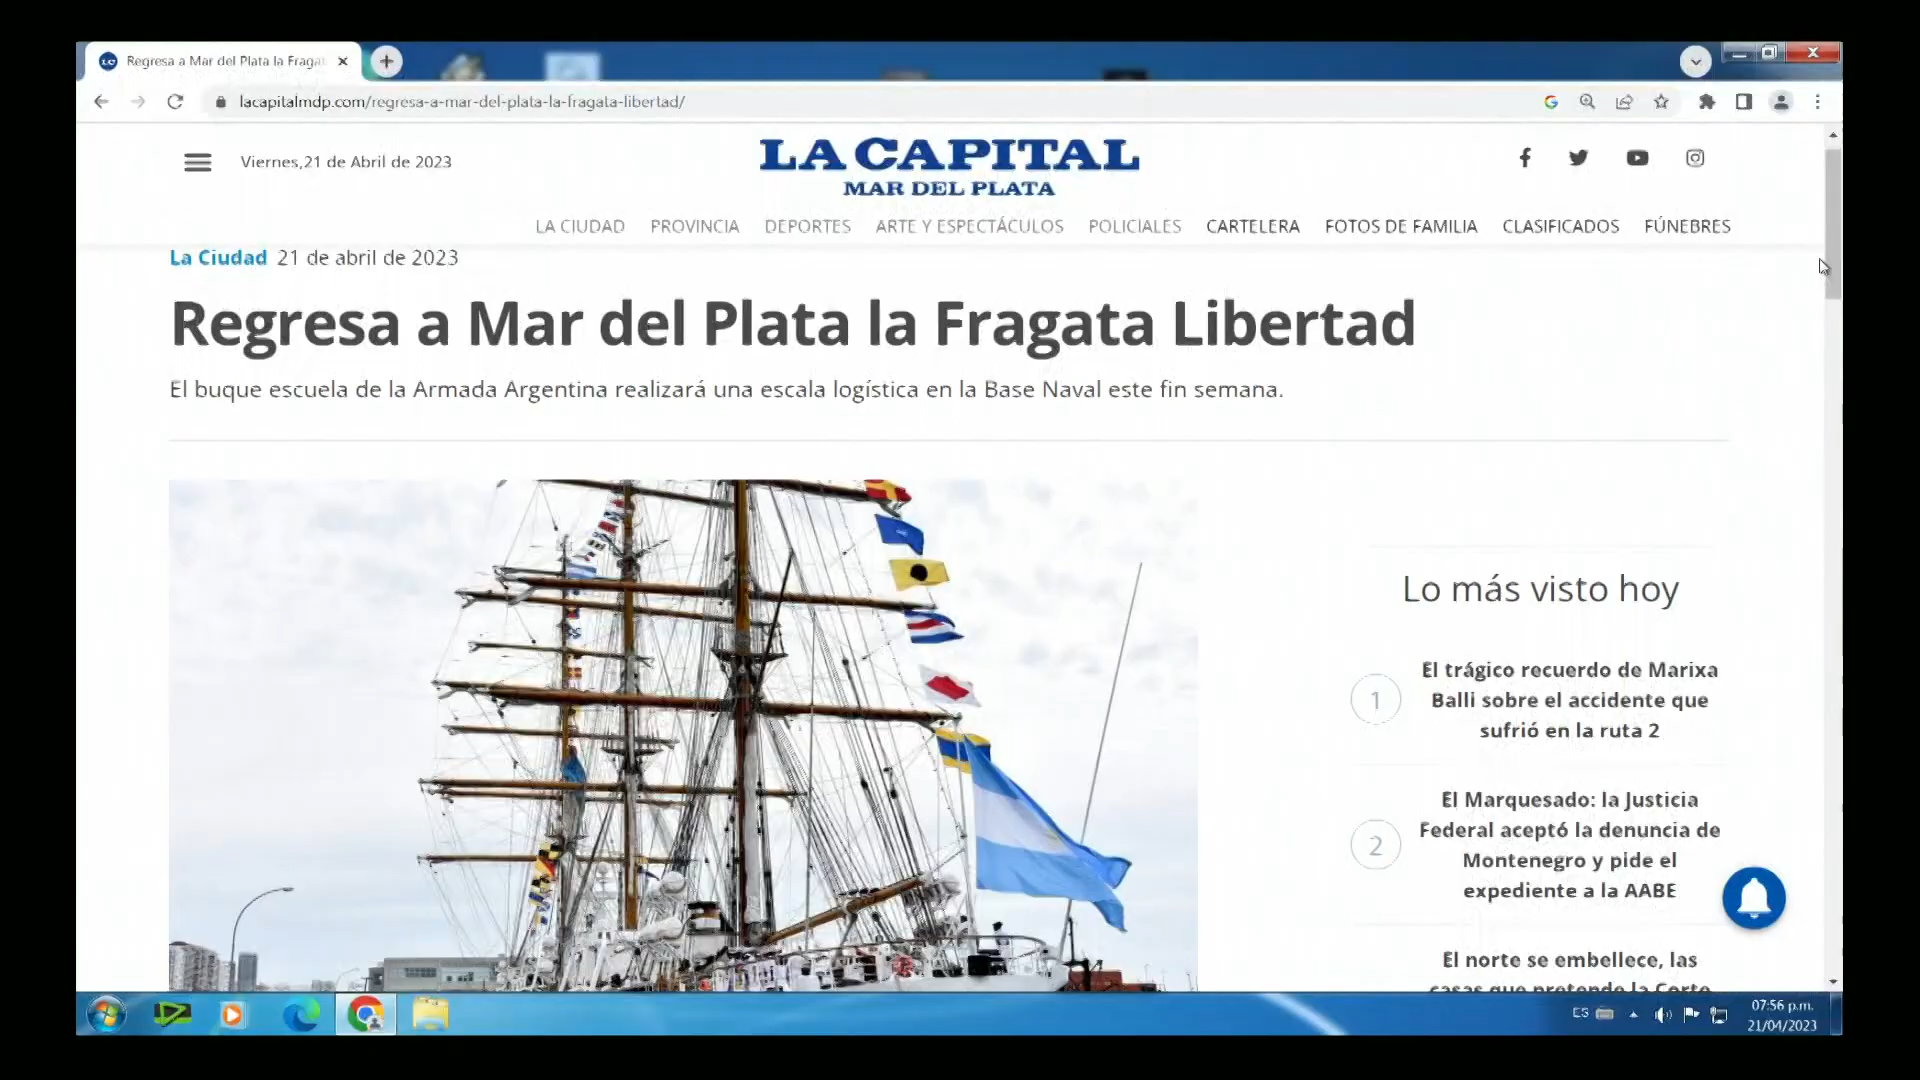 Regresa a Mar del Plata la Fragat
lacapitalmdp.com/regresa-a-mar-del-plata-la-fragata-libertad/
Viernes,21 de Abril de 2023
LA CAPITAL
MAR DEL PLATA
LA CIUDAD PROVINCIA DEPORTES ARTE Y ESPECTÁCULOS POLICIALES CARTELERA FOTOS DE FAMILIA CLASIFICADOS FÚNEBRES
La Ciudad 21 de abril de 2023
Regresa a Mar del Plata la Fragata Libertad
El buque escuela de la Armada Argentina realizará una escala logística en la Base Naval este fin semana.
Lo más visto hoy
1
El trágico recuerdo de Marixa
Balli sobre el accidente que
sufrió en la ruta 2
2
El Marquesado: la Justicia
Federal aceptó la denuncia de
Montenegro y pide el
expediente a la AABE
El norte se embellece, las
casas que pretende la Corte
ES
07:56 p.m.
21/04/2023